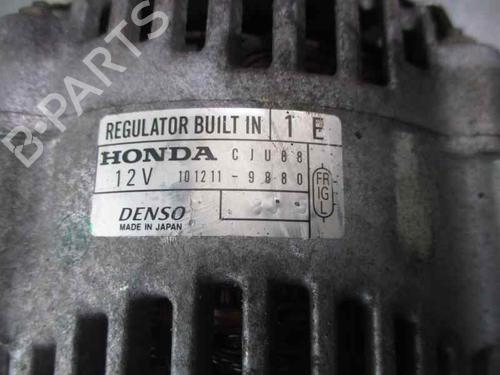 B-PARTS
REGULATOR BUILT IN 1 E
HONDA CJU88
12V 101211-9880
FR
IG
L
DENSO
MADE IN JAPAN